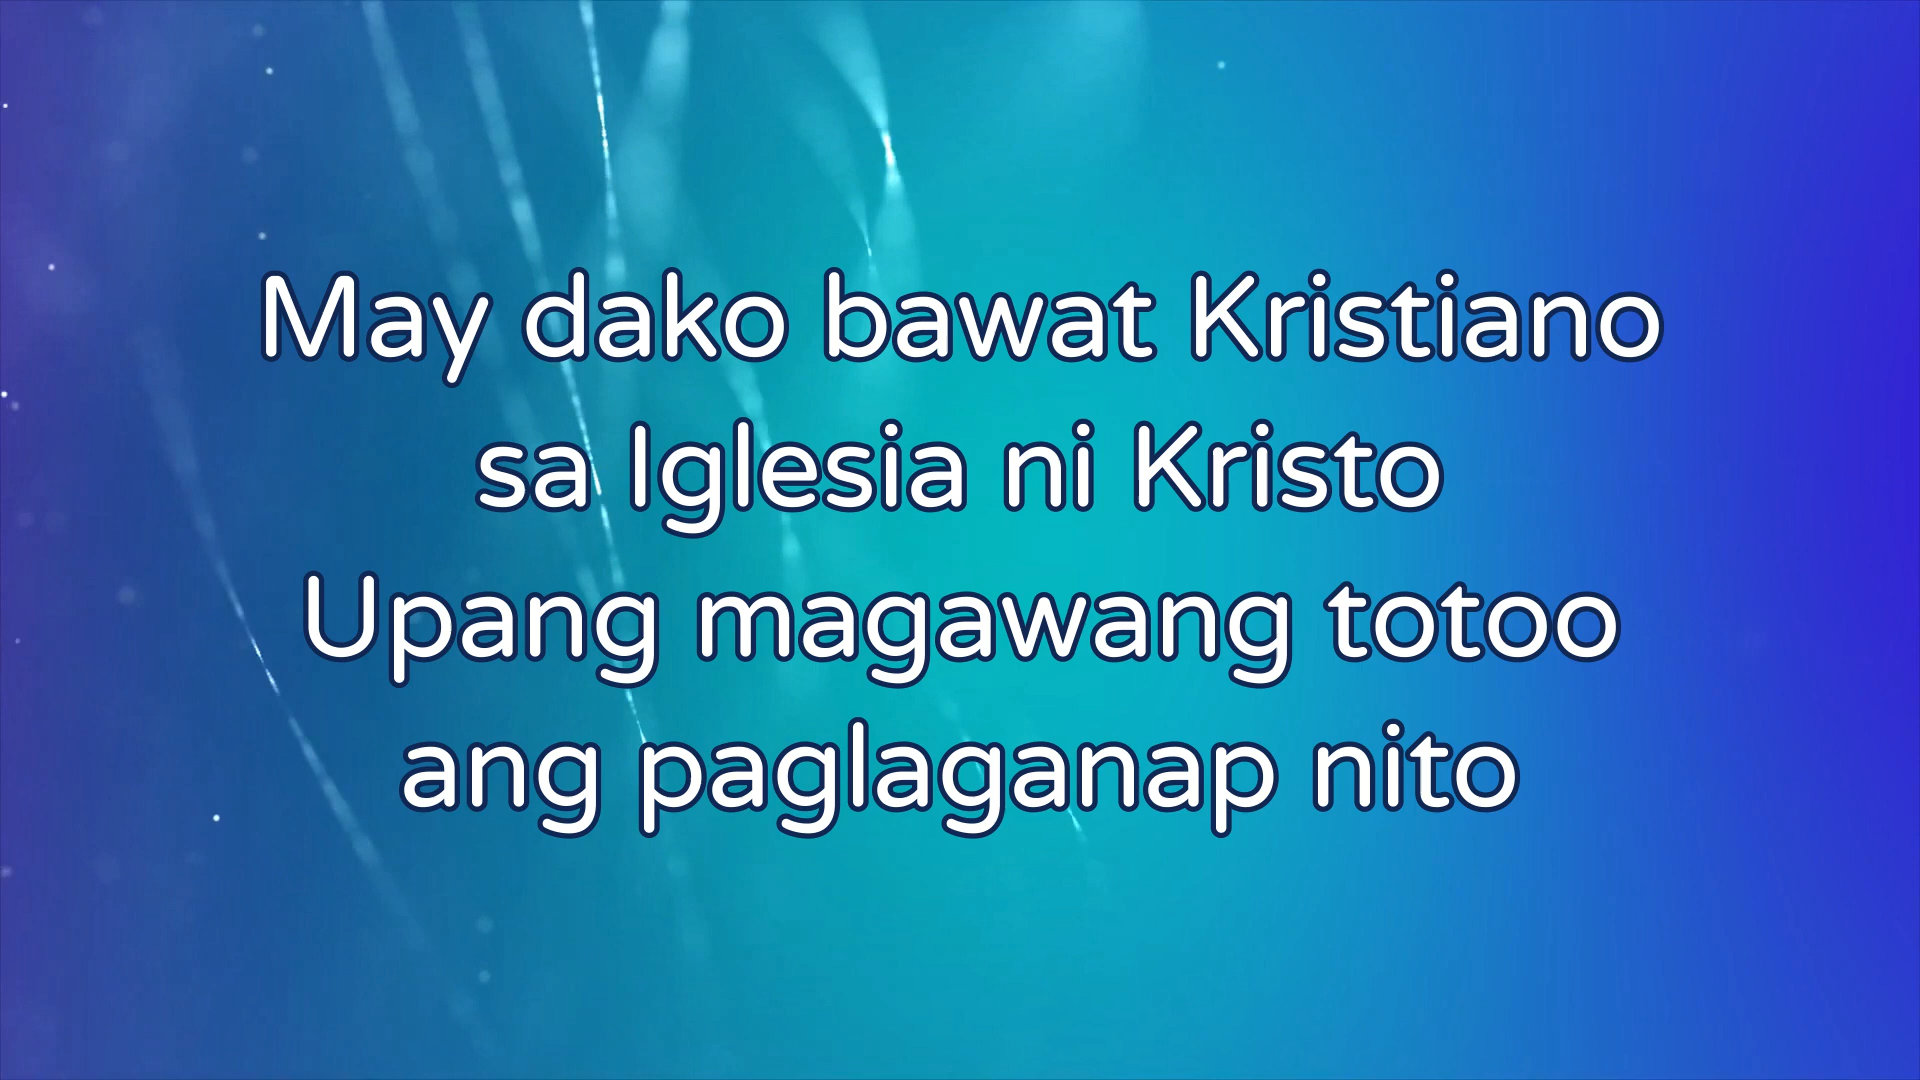 May dako bawat Kristiano
sa Iglesia ni Kristo
Upang magawang totoo
ang paglaganap nito